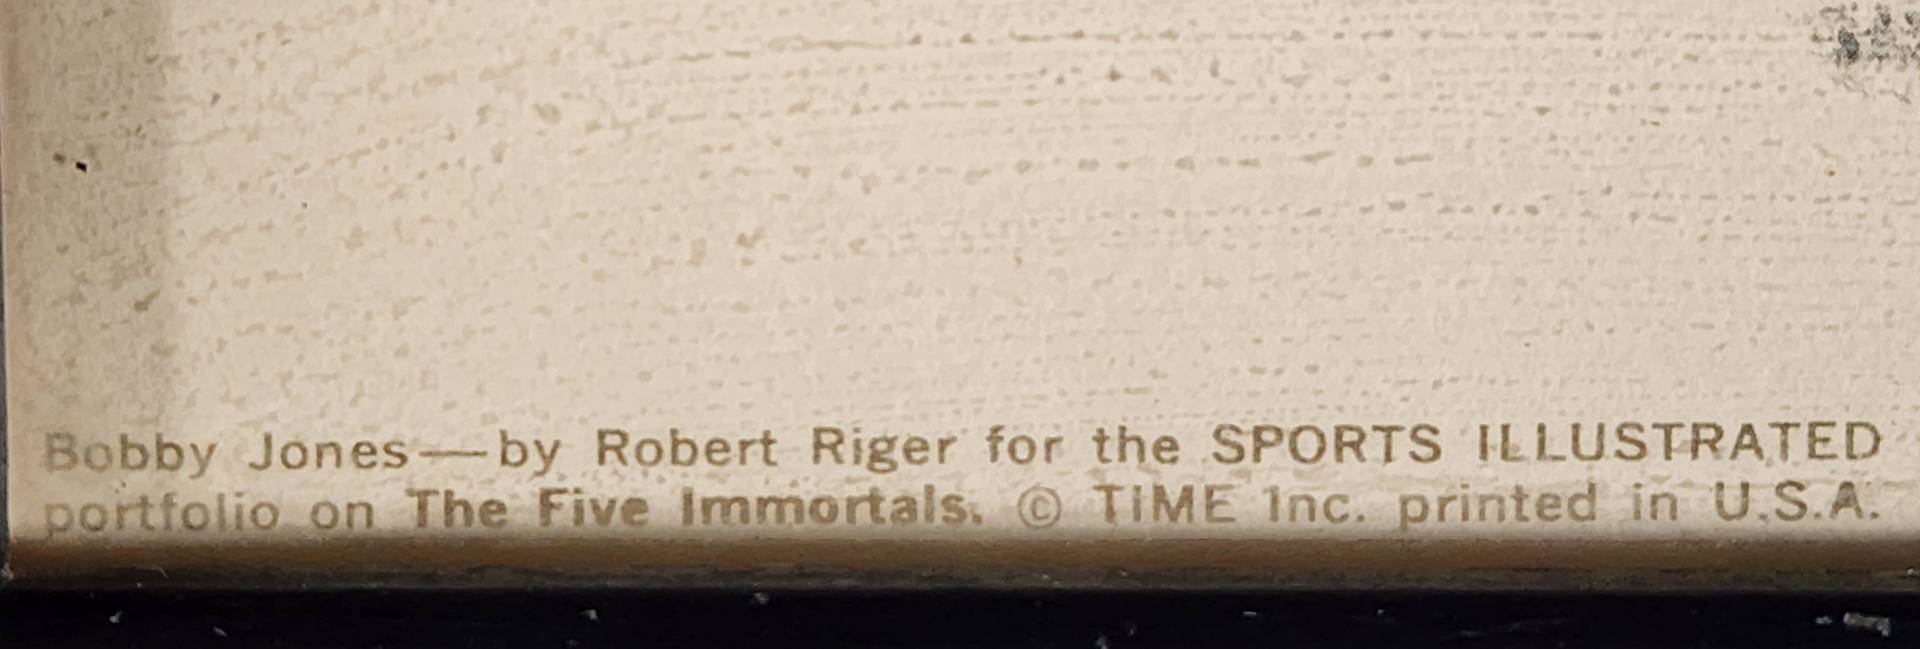 Bobby Jones—by Robert Riger for the SPORTS ILLUSTRATED
portfolio on The Five Immortals. © TIME Inc. printed in U.S.A.